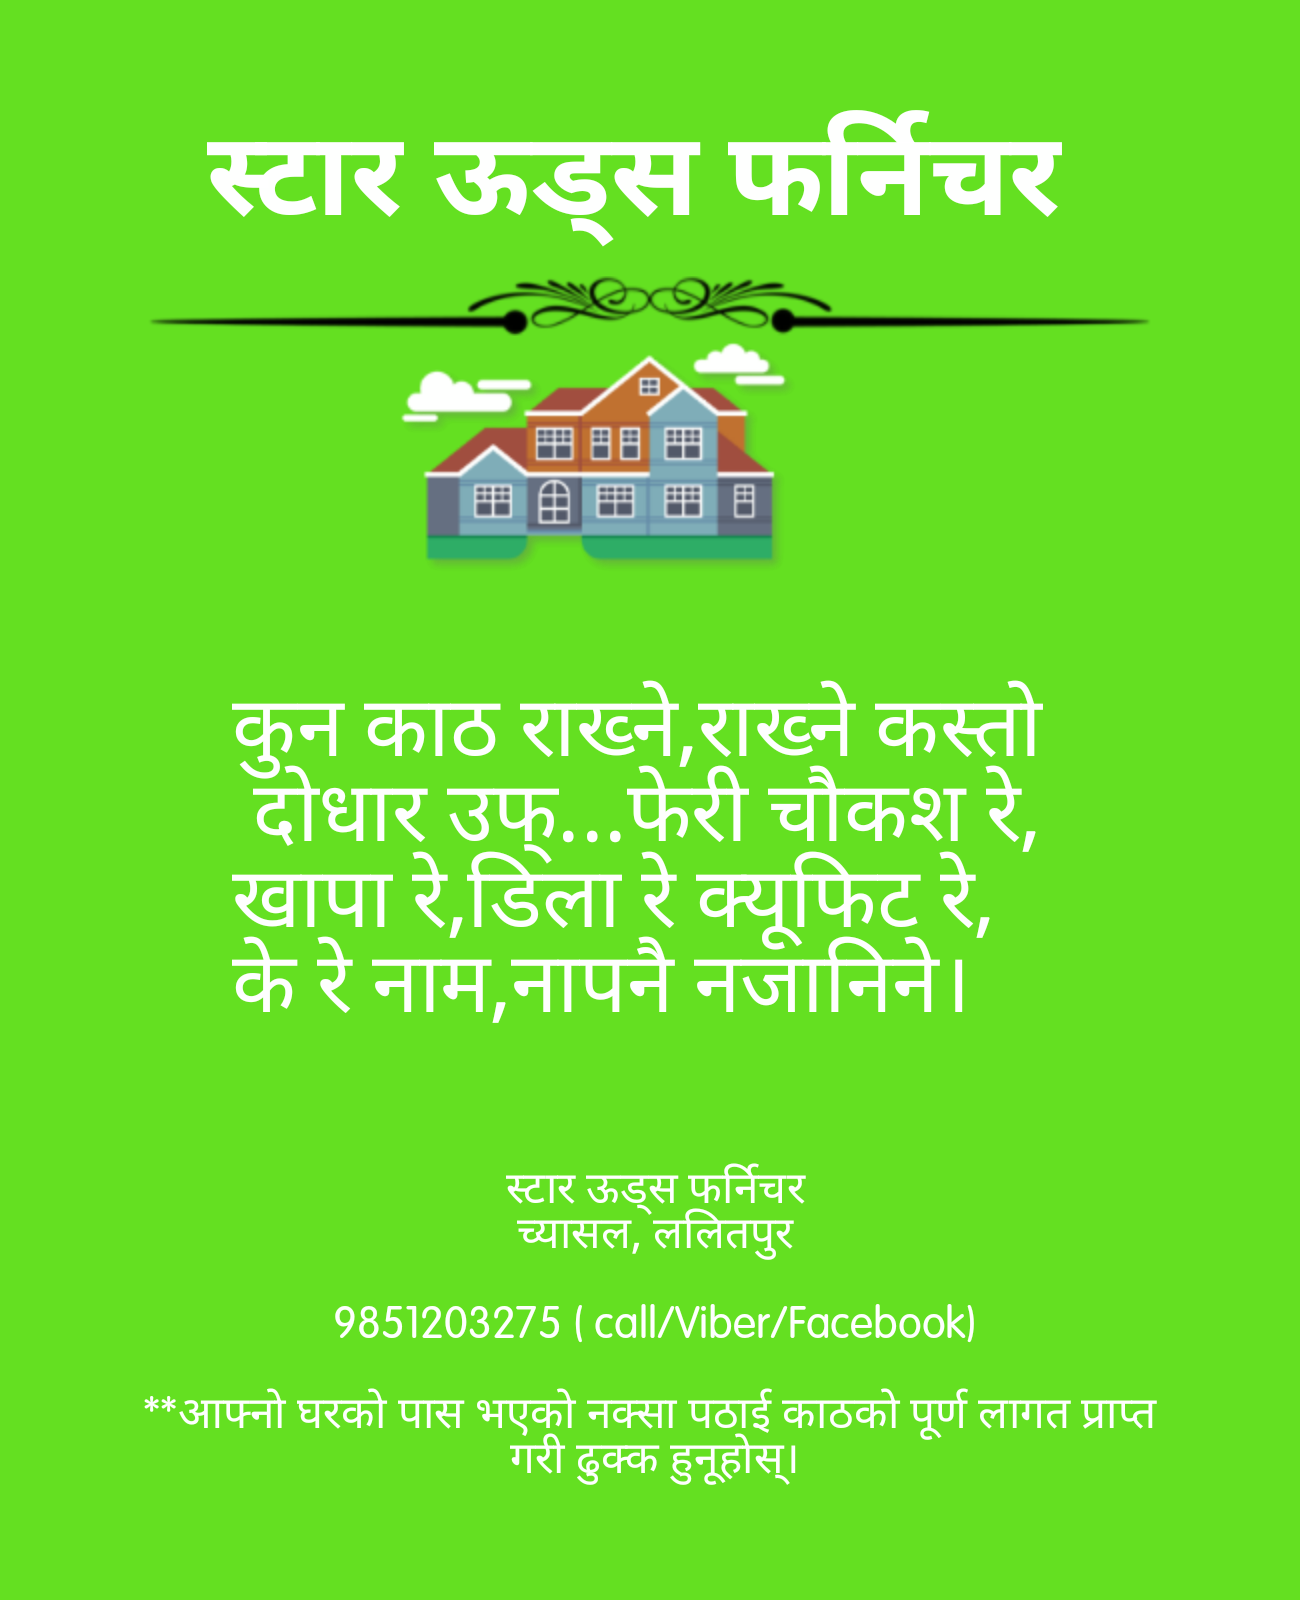 स्टार ऊड्स फर्निचर
कुन काठ राख्ने,राख्ने कस्तो
दोधार उफ्...फेरी चौकश रे,
खापा रे,डिला रे क्यूफिट रे,
के रे नाम,नापनै नजानिने।
स्टार ऊड्स फर्निचर
च्यासल, ललितपुर
9851203275 ( call/Viber/Facebook)
**आफ्नो घरको पास भएको नक्सा पठाई काठको पूर्ण लागत प्राप्त
गरी ढुक्क हुनूहोस्।